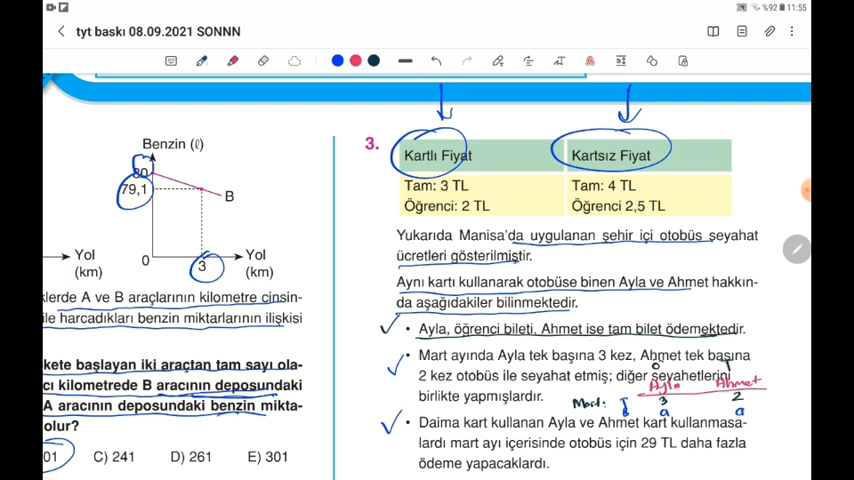 %92 11:55
tyt baskı 08.09.2021 SONNN
Benzin (ℓ)
80
79,1
B
0
3
Yol
(km)
Yol
(km)
klerde A ve B araçlarının kilometre cinsin-
ile harcadıkları benzin miktarlarının ilişkisi
kete başlayan iki araçtan tam sayı ola-
cı kilometrede B aracının deposundaki
A aracının deposundaki benzin mikta-
olur?
01 C) 241 D) 261 E) 301
3.
Kartlı Fiyat Kartsız Fiyat
Tam: 3 TL Tam: 4 TL
Öğrenci: 2 TL Öğrenci 2,5 TL
Yukarıda Manisa'da uygulanan şehir içi otobüs seyahat
ücretleri gösterilmiştir.
Aynı kartı kullanarak otobüse binen Ayla ve Ahmet hakkın-
da aşağıdakiler bilinmektedir.
• Ayla, öğrenci bileti, Ahmet ise tam bilet ödemektedir.
• Mart ayında Ayla tek başına 3 kez, Ahmet tek başına
2 kez otobüs ile seyahat etmiş; diğer seyahatlerini
birlikte yapmışlardır.
Ö T
Ayla Ahmet
Mart: T 3 2
B a a
• Daima kart kullanan Ayla ve Ahmet kart kullanmasa-
lardı mart ayı içerisinde otobüs için 29 TL daha fazla
ödeme yapacaklardı.